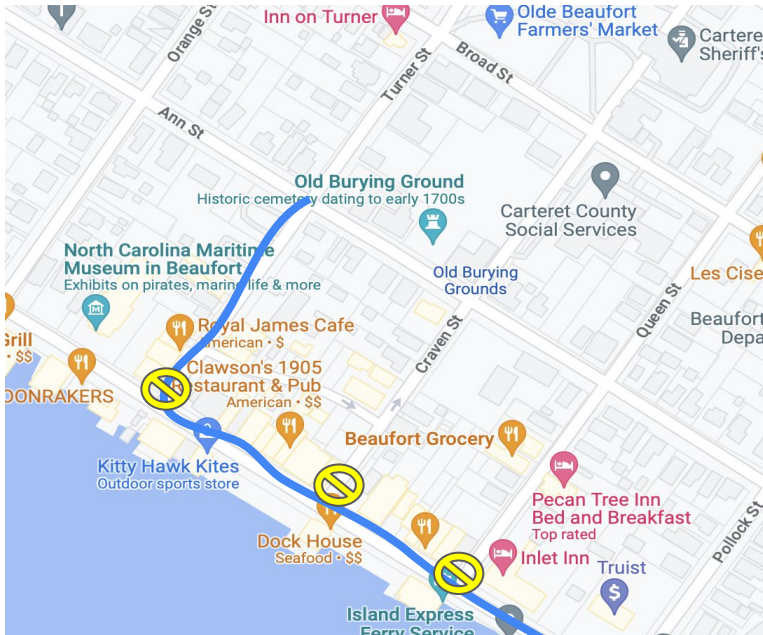 Inn on Turner
Olde Beaufort
Farmers' Market
Cartere
Sheriff's
Orange St
Turner St
Broad St
Ann St
Old Burying Ground
Historic cemetery dating to early 1700s
Carteret County
Social Services
North Carolina Maritime
Museum in Beaufort
Exhibits on pirates, marine life & more
Old Burying
Grounds
Les Cise
Queen St
Beaufort
Depa
Royal James Cafe
American • $
Grill
• $$
Craven St
Clawson's 1905
Restaurant & Pub
American • $$
OONRAKERS
Beaufort Grocery
Kitty Hawk Kites
Outdoor sports store
Pecan Tree Inn
Bed and Breakfast
Top rated
Pollock St
Dock House
Seafood • $$
Inlet Inn
Truist
$
Island Express
Ferry Service